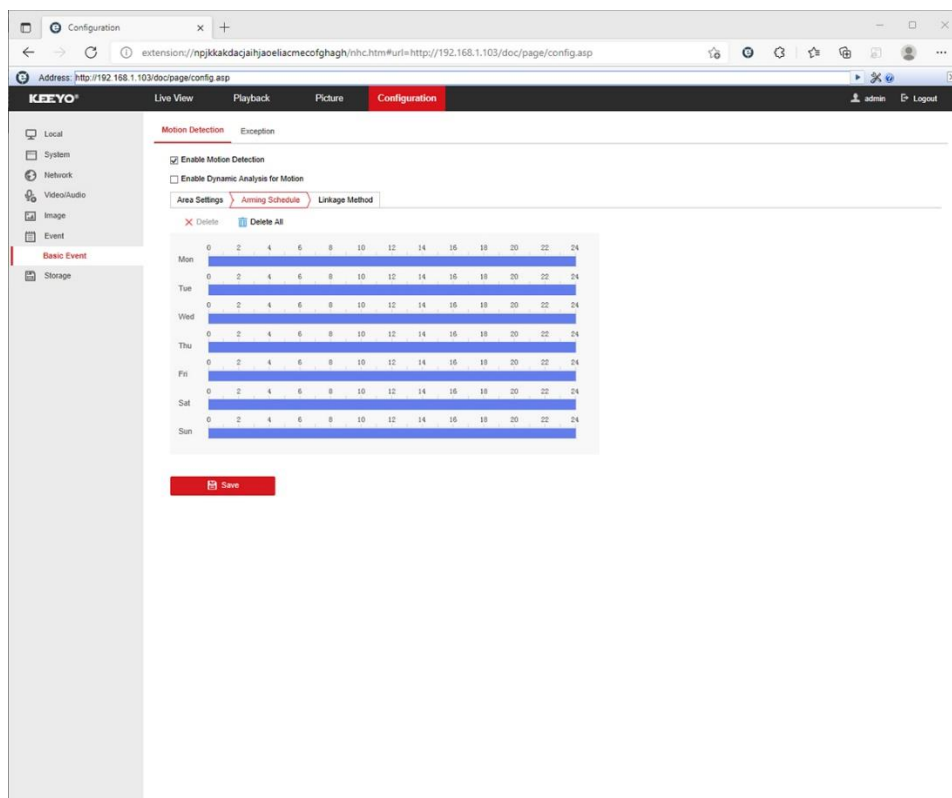 Configuration
extension://npjkkakdacjaihjaoeliacmecofghagh/nhc.htm#url=http://192.168.1.103/doc/page/config.asp
Address: http://192.168.1.103/doc/page/config.asp
KEEYO® Live View Playback Picture Configuration admin Logout
Local
System
Network
Video/Audio
Image
Event
Basic Event
Storage
Motion Detection Exception
Enable Motion Detection
Enable Dynamic Analysis for Motion
Area Settings Arming Schedule Linkage Method
Delete Delete All
0 2 4 6 8 10 12 14 16 18 20 22 24
Mon
0 2 4 6 8 10 12 14 16 18 20 22 24
Tue
0 2 4 6 8 10 12 14 16 18 20 22 24
Wed
0 2 4 6 8 10 12 14 16 18 20 22 24
Thu
0 2 4 6 8 10 12 14 16 18 20 22 24
Fri
0 2 4 6 8 10 12 14 16 18 20 22 24
Sat
0 2 4 6 8 10 12 14 16 18 20 22 24
Sun
Save